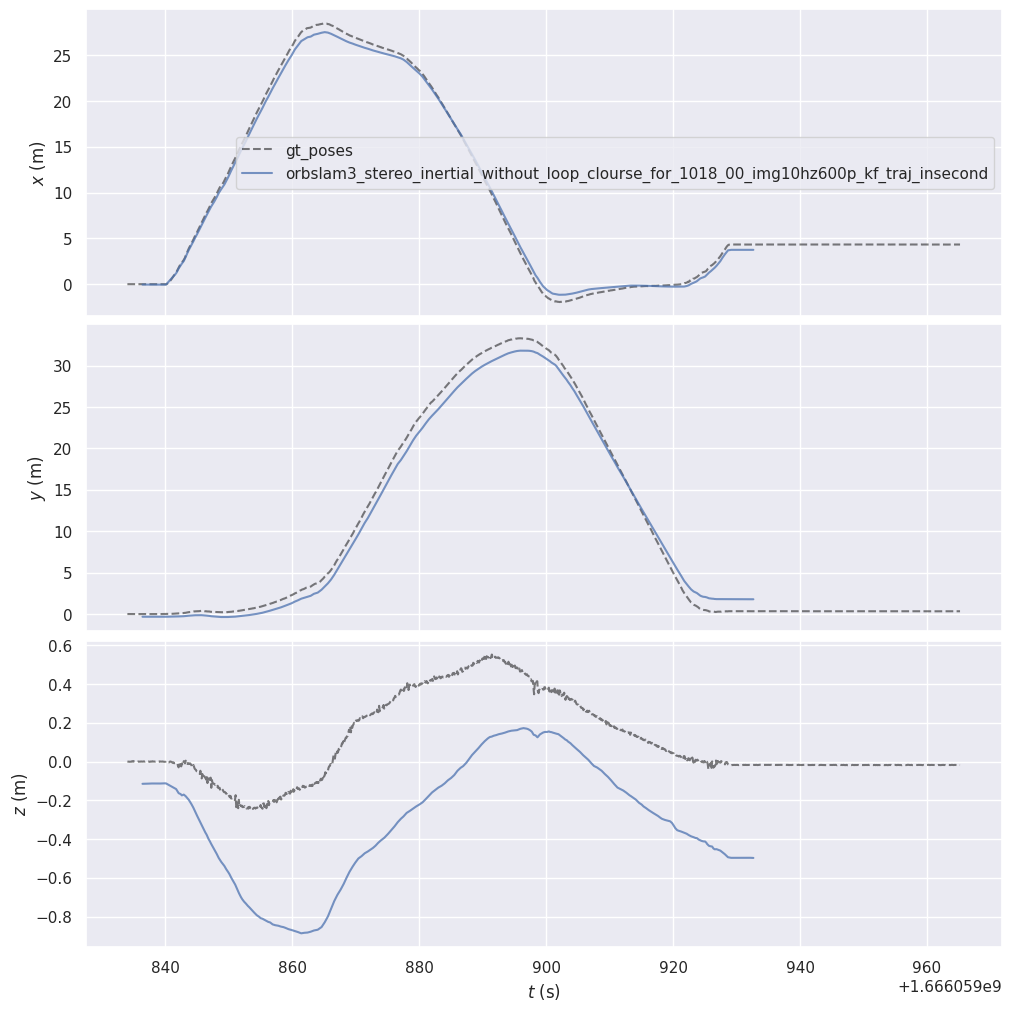 25
20
15
10
5
0
x (m)
gt_poses
orbslam3_stereo_inertial_without_loop_clourse_for_1018_00_img10hz600p_kf_traj_insecond
30
25
20
15
10
5
0
y (m)
0.6
0.4
0.2
0.0
−0.2
−0.4
−0.6
−0.8
z (m)
840 860 880 900 920 940 960
t (s)
+1.666059e9